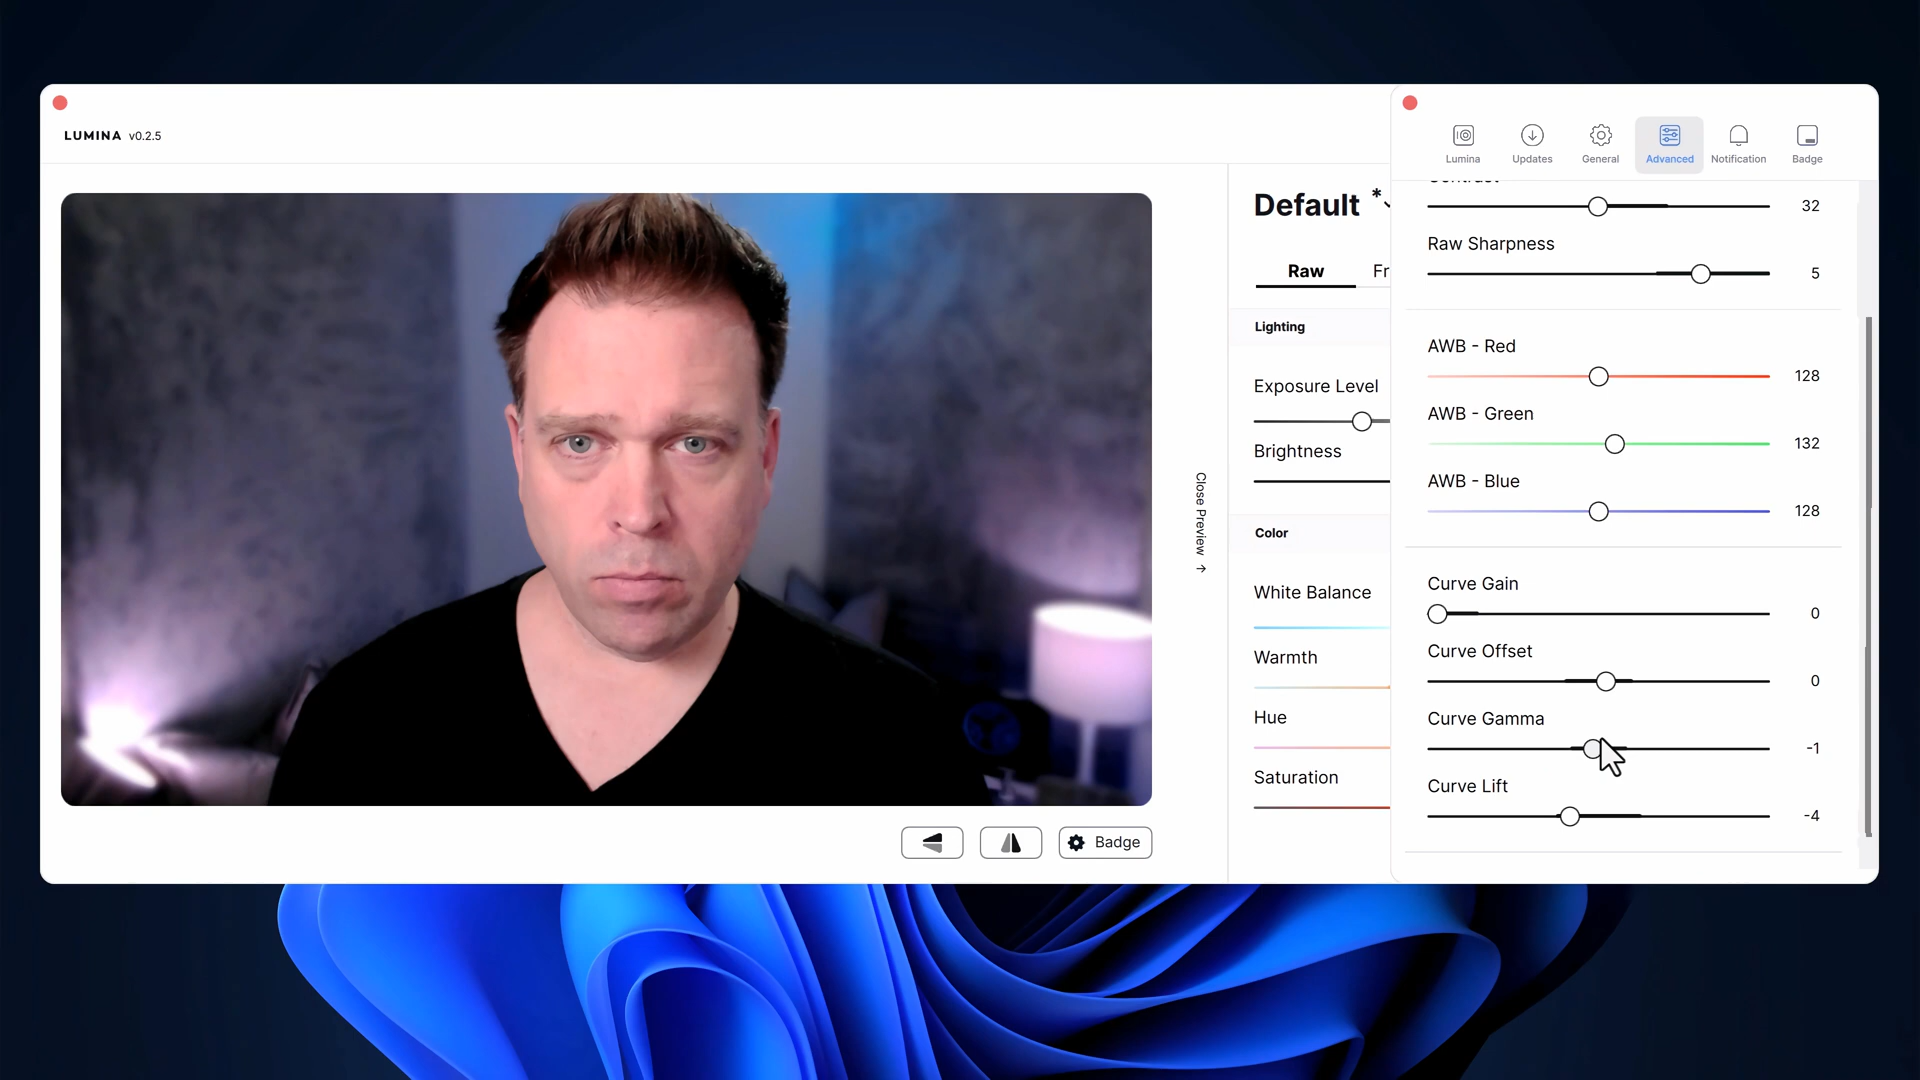 LUMINA v0.2.5
Default *
Raw Fr
Lighting
Exposure Level
Brightness
Color
White Balance
Warmth
Hue
Saturation
Close Preview →
Badge
Lumina Updates General Advanced Notification Badge
Contrast
32
Raw Sharpness
5
AWB - Red
128
AWB - Green
132
AWB - Blue
128
Curve Gain
0
Curve Offset
0
Curve Gamma
-1
Curve Lift
-4